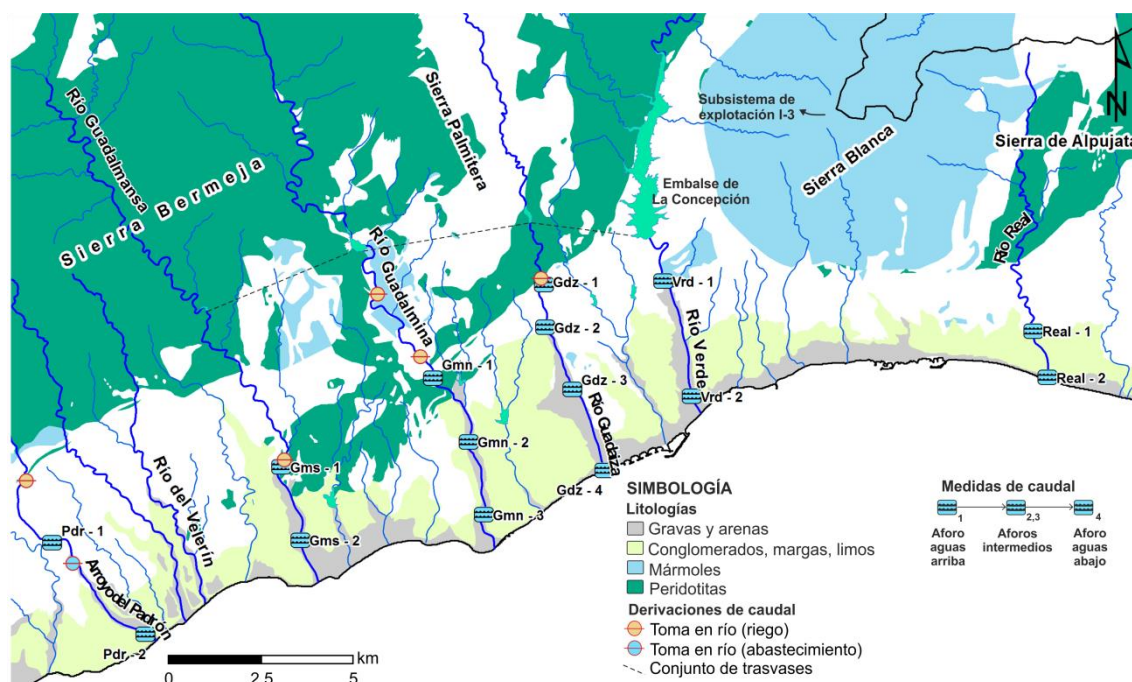 Río Guadalmansa
Sierra Bermeja
Sierra Palmitera
Río Guadalmina
Subsistema de
explotación I-3
Sierra Blanca
Sierra de Alpujata
N
Embalse de
La Concepción
Río Real
Gdz - 1
Vrd - 1
Gdz - 2
Río Verde
Real - 1
Gmn - 1
Gdz - 3
Real - 2
Vrd - 2
Río Guadaiza
Gmn - 2
Gms - 1
Gdz - 4
Río del Velerín
Gmn - 3
Pdr - 1
Gms - 2
Arroyo del Padrón
Pdr - 2
km
0 2,5 5
SIMBOLOGÍA
Litologías
Gravas y arenas
Conglomerados, margas, limos
Mármoles
Peridotitas
Derivaciones de caudal
Toma en río (riego)
Toma en río (abastecimiento)
Conjunto de trasvases
Medidas de caudal
1 2,3 4
Aforo
aguas
arriba
Aforos
intermedios
Aforo
aguas
abajo